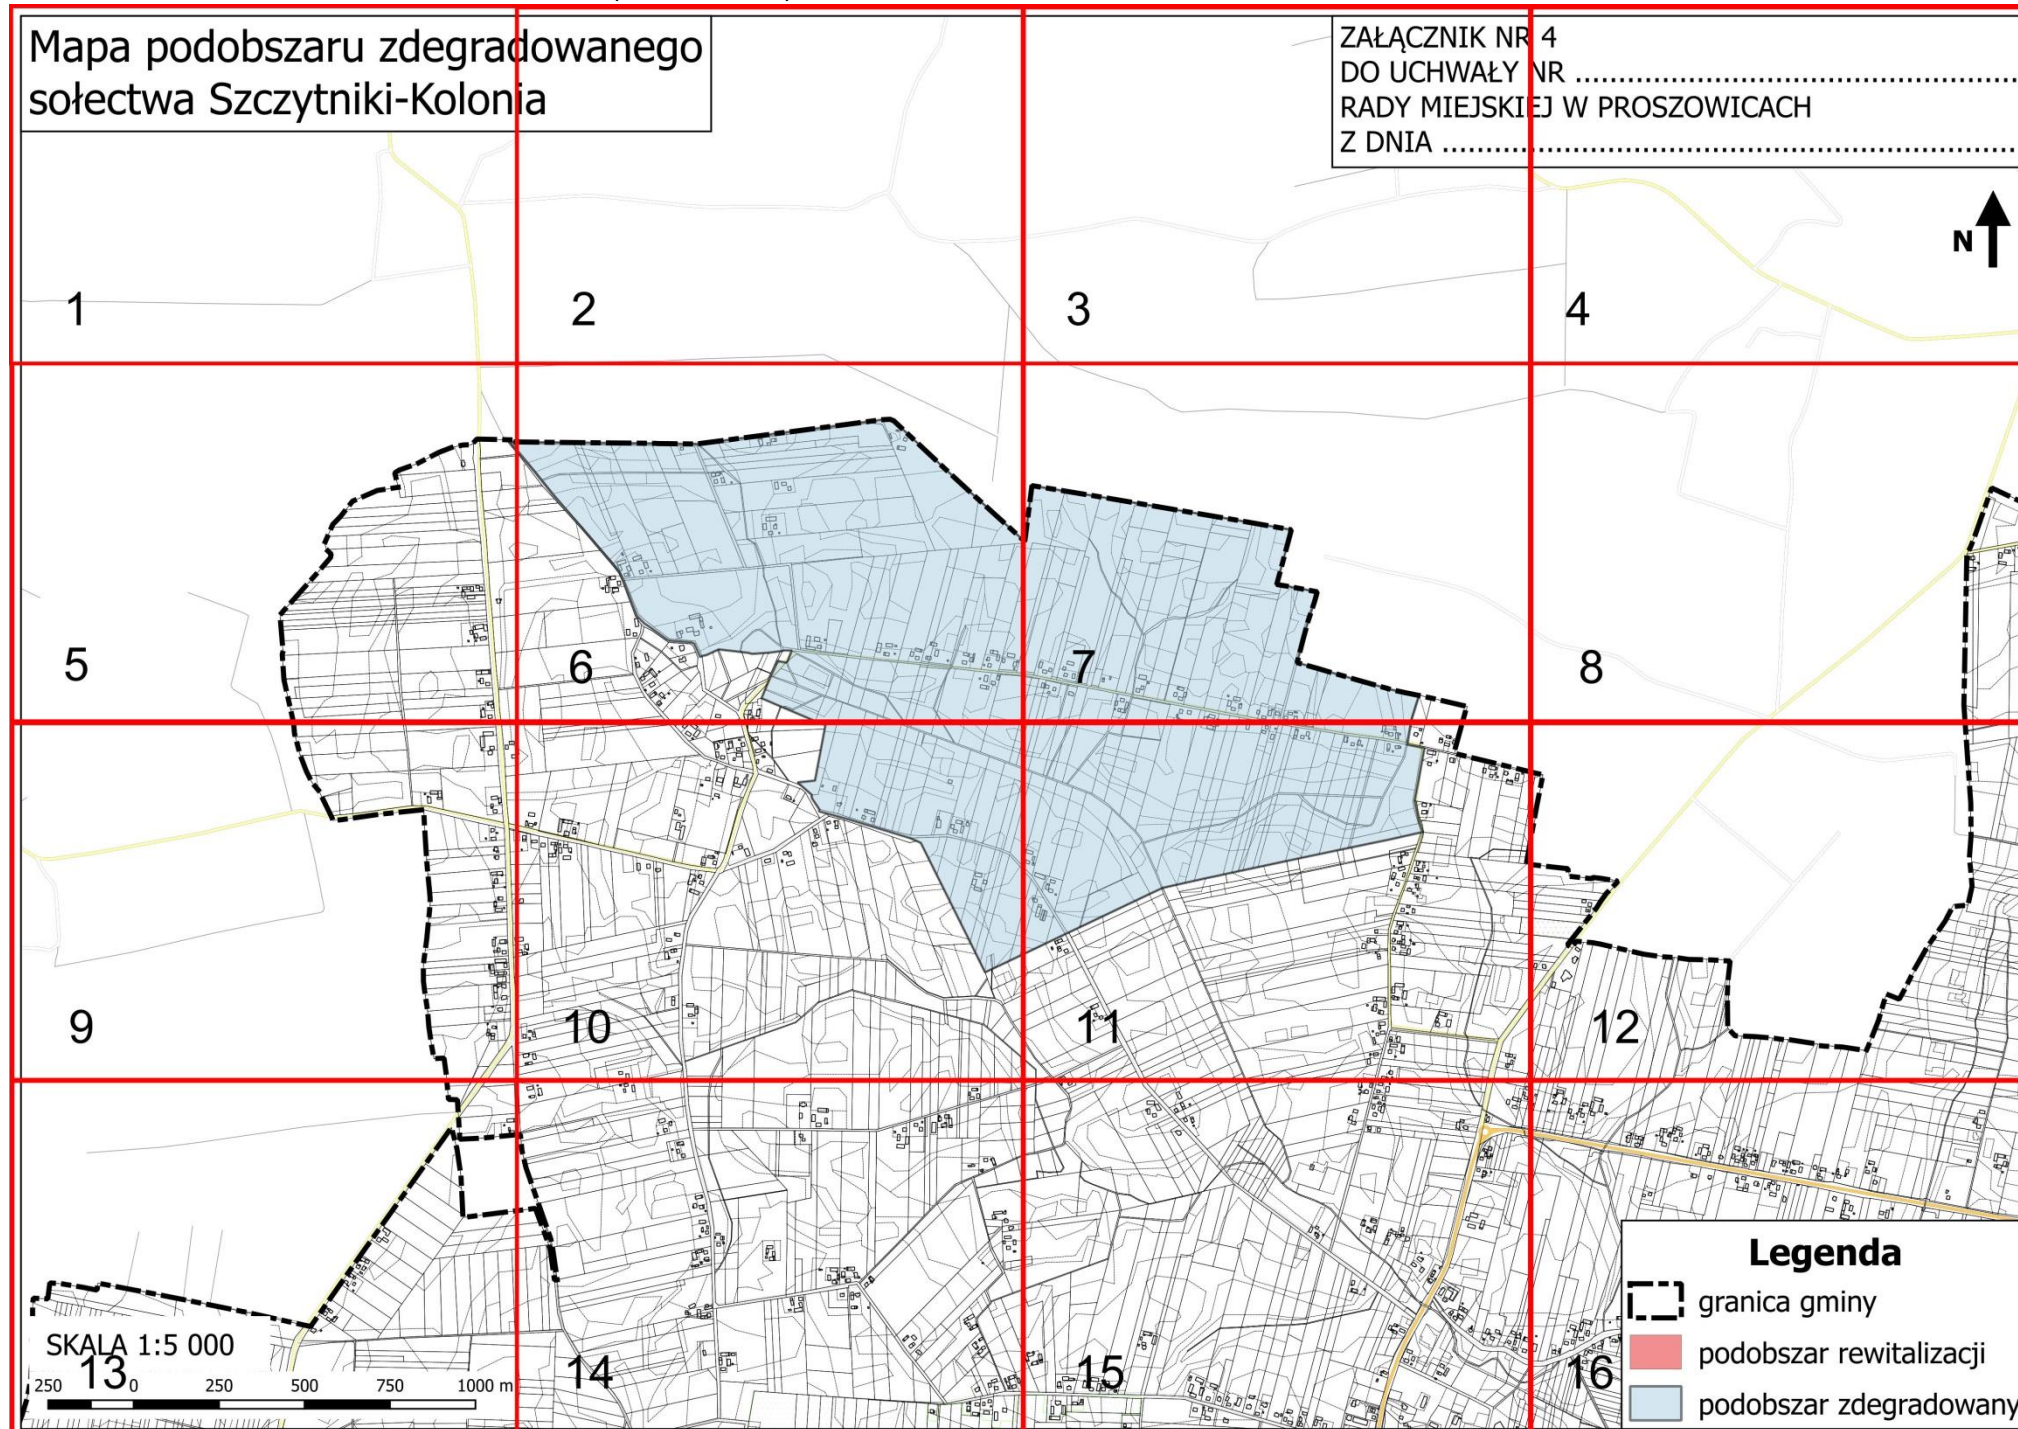 Mapa podobszaru zdegradowanego
sołectwa Szczytniki-Kolonia
ZAŁĄCZNIK NR 4
DO UCHWAŁY NR ....................................................
RADY MIEJSKIEJ W PROSZOWICACH
Z DNIA ....................................................................
N
1
2
3
4
5
6
7
8
9
10
11
12
13
14
15
16
SKALA 1:5 000
250 0 250 500 750 1000 m
Legenda
granica gminy
podobszar rewitalizacji
podobszar zdegradowany